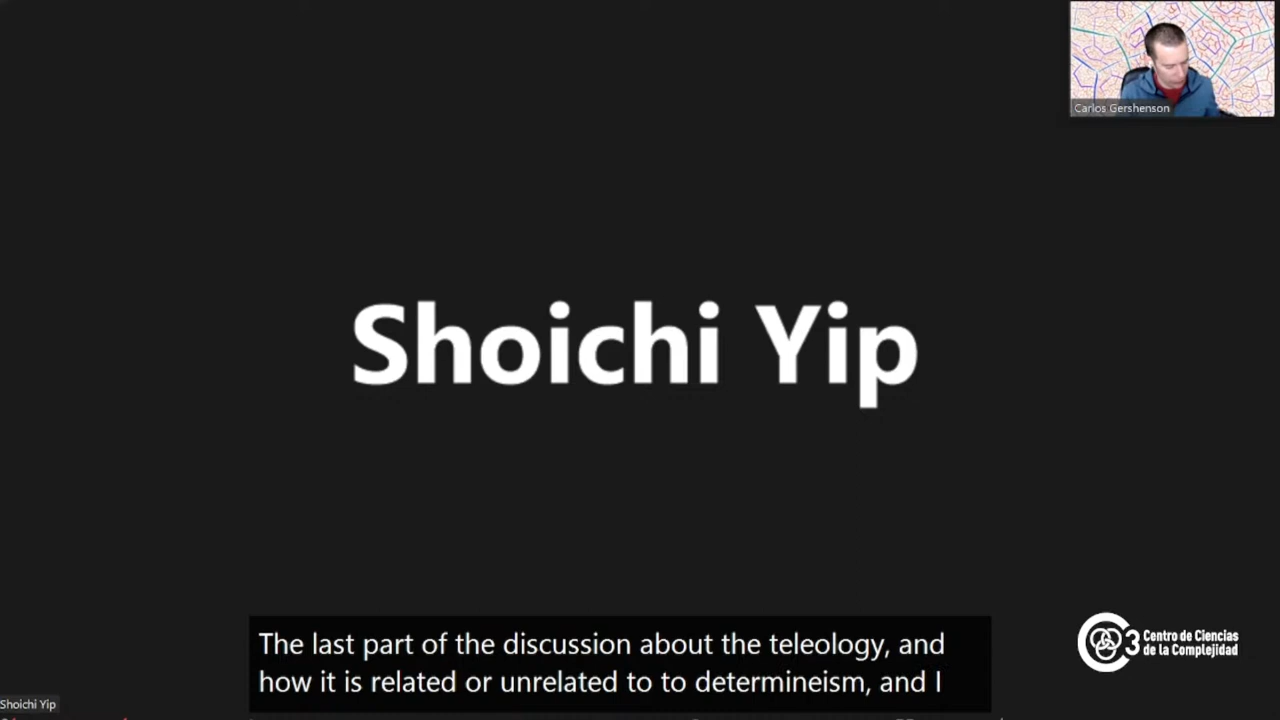 Carlos Gershenson
Shoichi Yip
The last part of the discussion about the teleology, and
how it is related or unrelated to to determineism, and I
3 Centro de Ciencias
de la Complejidad
Shoichi Yip